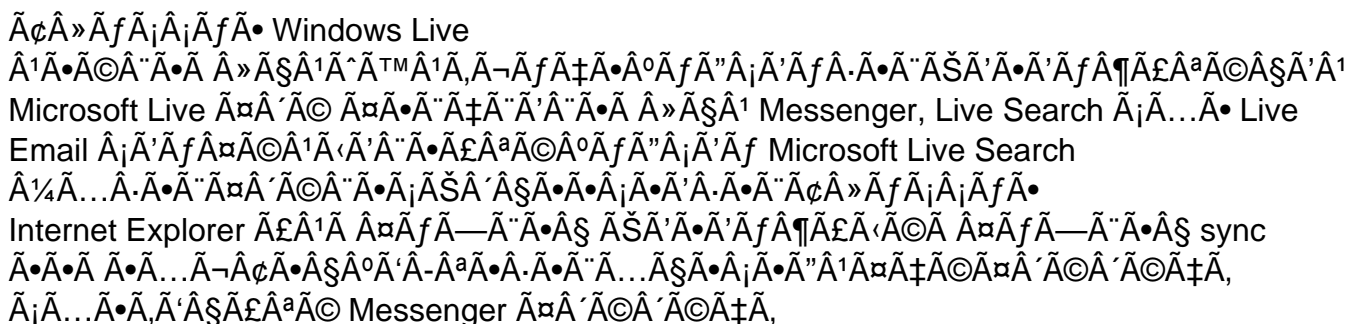 Ã¢Â»ÃƒÃ¡Â¡ÃƒÃ• Windows Live
Â¹Ã•Ã©Â¨Ã•Ã Â»Ã§Â¹ÃˆÃ™Â¹Ã‚Ã¬ÃƒÃ‡Ã•ÂºÃƒÃ”Â¡Ã’ÃƒÂ·Ã•Ã¨ÃŠÃ’Ã•Ã’ÃƒÂ¶Ã£ÂªÃ©Â§Ã’Â¹
Microsoft Live Ã¤Â´Ã© Ã¤Ã•Ã¨Ã‡Ã¨Ã’Â¨Ã•Ã Â»Ã§Â¹ Messenger, Live Search Ã¡Ã…Ã• Live
Email Â¡Ã’ÃƒÂ¤Ã©Â¹Ã‹Ã’Â¨Ã•Ã£ÂªÃ©ÂºÃƒÃ”Â¡Ã’Ãƒ Microsoft Live Search
Â¼Ã…Â·Ã•Ã¨Ã¤Â´Ã©Â¨Ã•Ã¡ÃŠÂ´Â§Ã•Ã•Â¡Ã•Ã’Â·Ã•Ã¨Ã¢Â»ÃƒÃ¡Â¡ÃƒÃ•
Internet Explorer Ã£Â¹Ã Â¤ÃƒÃ—Ã¨Ã•Â§ ÃŠÃ’Ã•Ã’ÃƒÂ¶Ã£Ã‹Ã©Ã Â¤ÃƒÃ—Ã¨Ã•Â§ sync
Ã•Ã•Ã Ã•Ã…Ã¬Â¢Ã•Â§ÂºÃ‘Â-ÂªÃ•Â·Ã•Ã¨Ã…Ã§Ã•Â¡Ã•Ã”Â¹Ã¤Ã‡Ã©Ã¤Â´Ã©Â´Ã©Ã‡Ã‚
Ã¡Ã…Ã•Ã‚Ã‘Â§Ã£ÂªÃ© Messenger Ã¤Â´Ã©Â´Ã©Ã‡Ã‚